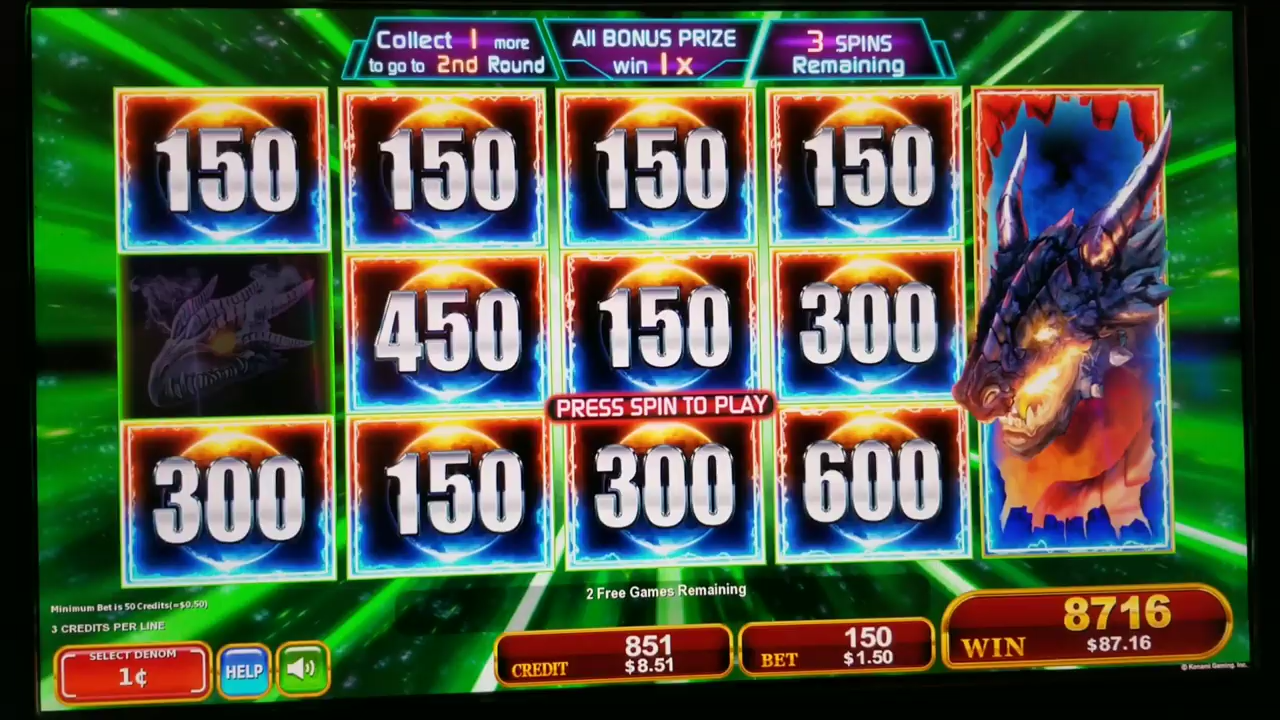 Collect 1 more
to go to 2nd Round
All BONUS PRIZE
win 1x
3 SPINS
Remaining
150
150
150
150
450
150
300
PRESS SPIN TO PLAY
300
150
300
600
2 Free Games Remaining
Minimum Bet is 50 Credits(=$0.50)
3 CREDITS PER LINE
SELECT DENOM
1¢
HELP
CREDIT
851
$8.51
BET
150
$1.50
WIN
8716
$87.16
© Konami Gaming, Inc.